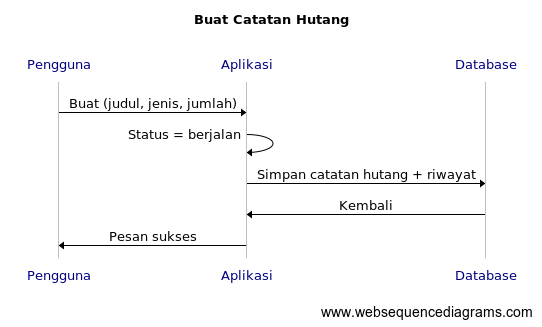 Buat Catatan Hutang
Pengguna Aplikasi Database
Buat (judul, jenis, jumlah)
Status = berjalan
Simpan catatan hutang + riwayat
Kembali
Pesan sukses
Pengguna Aplikasi Database
www.websequencediagrams.com